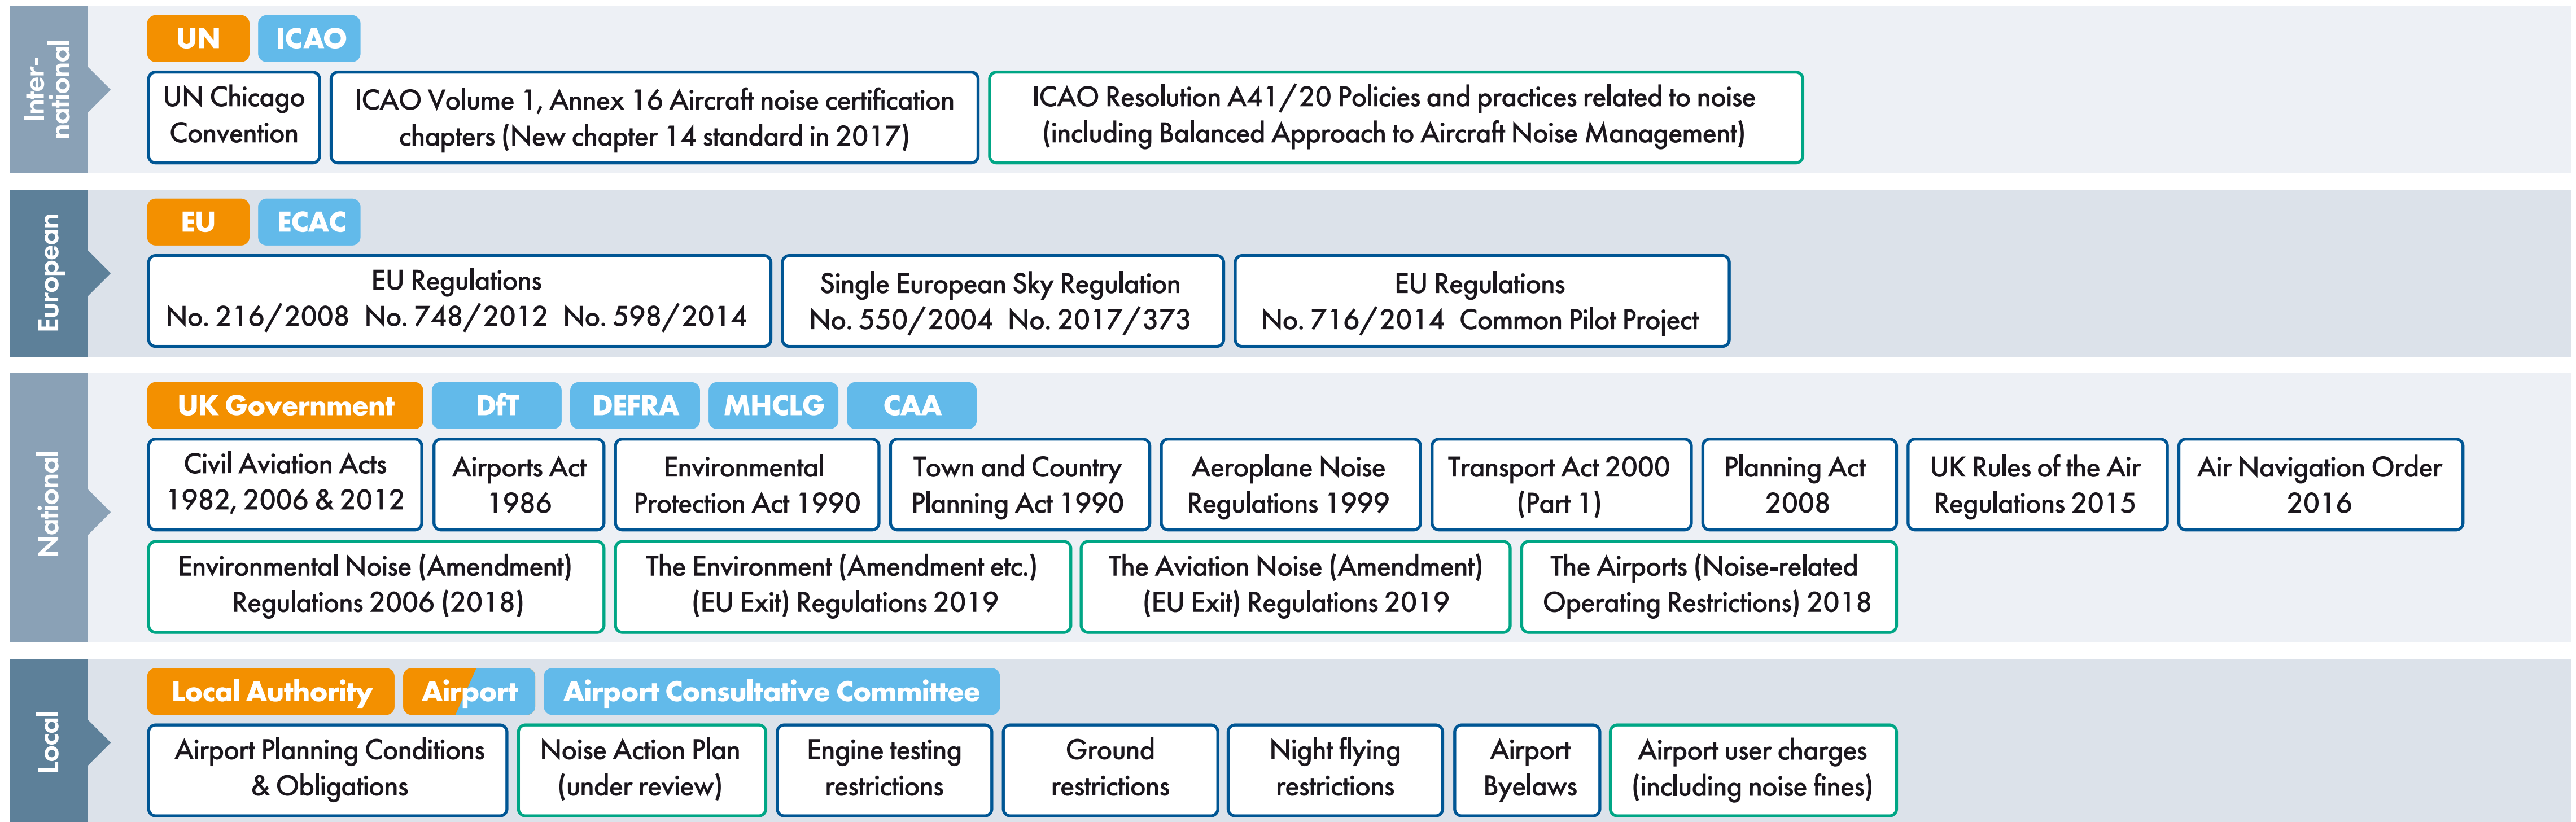 Inter-
national
UN
ICAO
UN Chicago
Convention
ICAO Volume 1, Annex 16 Aircraft noise certification
chapters (New chapter 14 standard in 2017)
ICAO Resolution A41/20 Policies and practices related to noise
(including Balanced Approach to Aircraft Noise Management)
European
EU
ECAC
EU Regulations
No. 216/2008 No. 748/2012 No. 598/2014
Single European Sky Regulation
No. 550/2004 No. 2017/373
EU Regulations
No. 716/2014 Common Pilot Project
National
UK Government
DfT
DEFRA
MHCLG
CAA
Civil Aviation Acts
1982, 2006 & 2012
Airports Act
1986
Environmental
Protection Act 1990
Town and Country
Planning Act 1990
Aeroplane Noise
Regulations 1999
Transport Act 2000
(Part 1)
Planning Act
2008
UK Rules of the Air
Regulations 2015
Air Navigation Order
2016
Environmental Noise (Amendment)
Regulations 2006 (2018)
The Environment (Amendment etc.)
(EU Exit) Regulations 2019
The Aviation Noise (Amendment)
(EU Exit) Regulations 2019
The Airports (Noise-related
Operating Restrictions) 2018
Local
Local Authority
Airport
Airport Consultative Committee
Airport Planning Conditions
& Obligations
Noise Action Plan
(under review)
Engine testing
restrictions
Ground
restrictions
Night flying
restrictions
Airport
Byelaws
Airport user charges
(including noise fines)